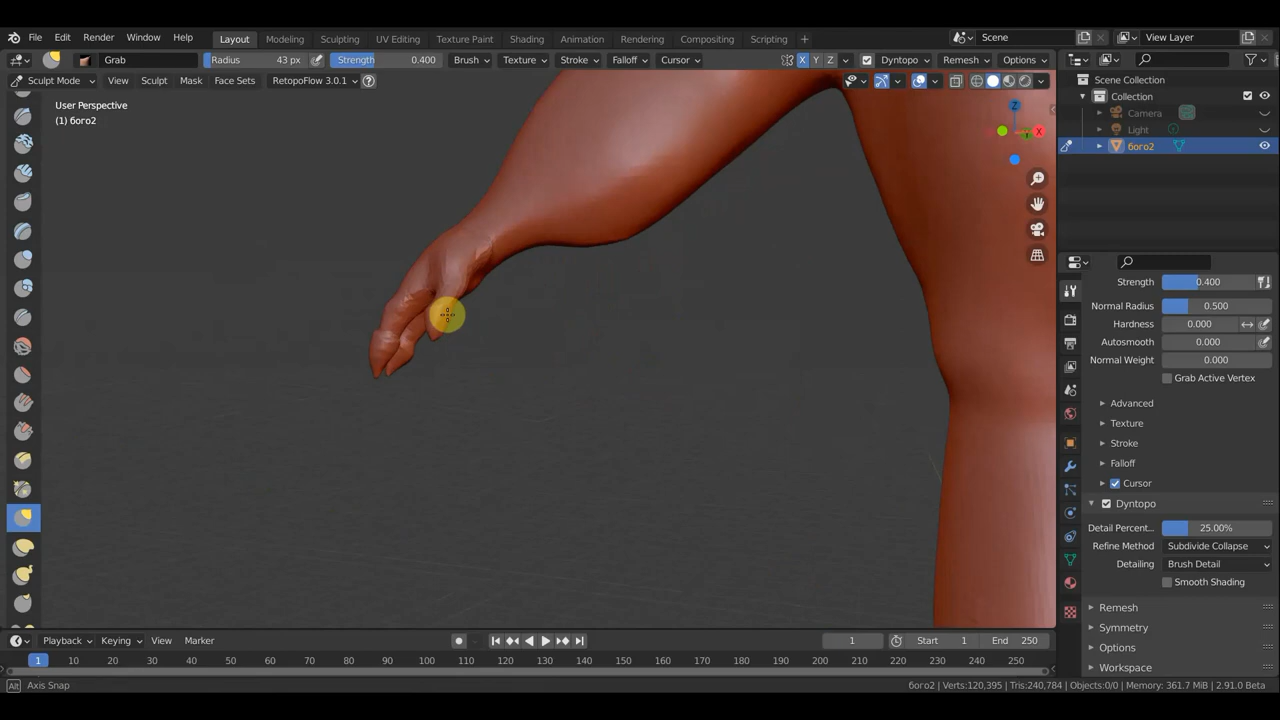 File Edit Render Window Help Layout Modeling Sculpting UV Editing Texture Paint Shading Animation Rendering Compositing Scripting + Scene View Layer
Grab Radius 43 px Strength 0.400 Brush Texture Stroke Falloff Cursor X Y Z Dyntopo Remesh Options
Sculpt Mode View Sculpt Mask Face Sets RetopoFlow 3.0.1 ?
Scene Collection
Collection
Camera
Light
6oro2
User Perspective
(1) 6oro2
Z
X
Strength 0.400
Normal Radius 0.500
Hardness 0.000
Autosmooth 0.000
Normal Weight 0.000
Grab Active Vertex
Advanced
Texture
Stroke
Falloff
Cursor
Dyntopo
Detail Percent... 25.00%
Refine Method Subdivide Collapse
Detailing Brush Detail
Smooth Shading
Remesh
Symmetry
Options
Workspace
Playback Keying View Marker 1 Start 1 End 250
1 10 20 30 40 50 60 70 80 90 100 110 120 130 140 150 160 170 180 190 200 210 220 230 240 250
Alt Axis Snap 6oro2 | Verts:120,395 | Tris:240,784 | Objects:0/0 | Memory: 361.7 MiB | 2.91.0 Beta